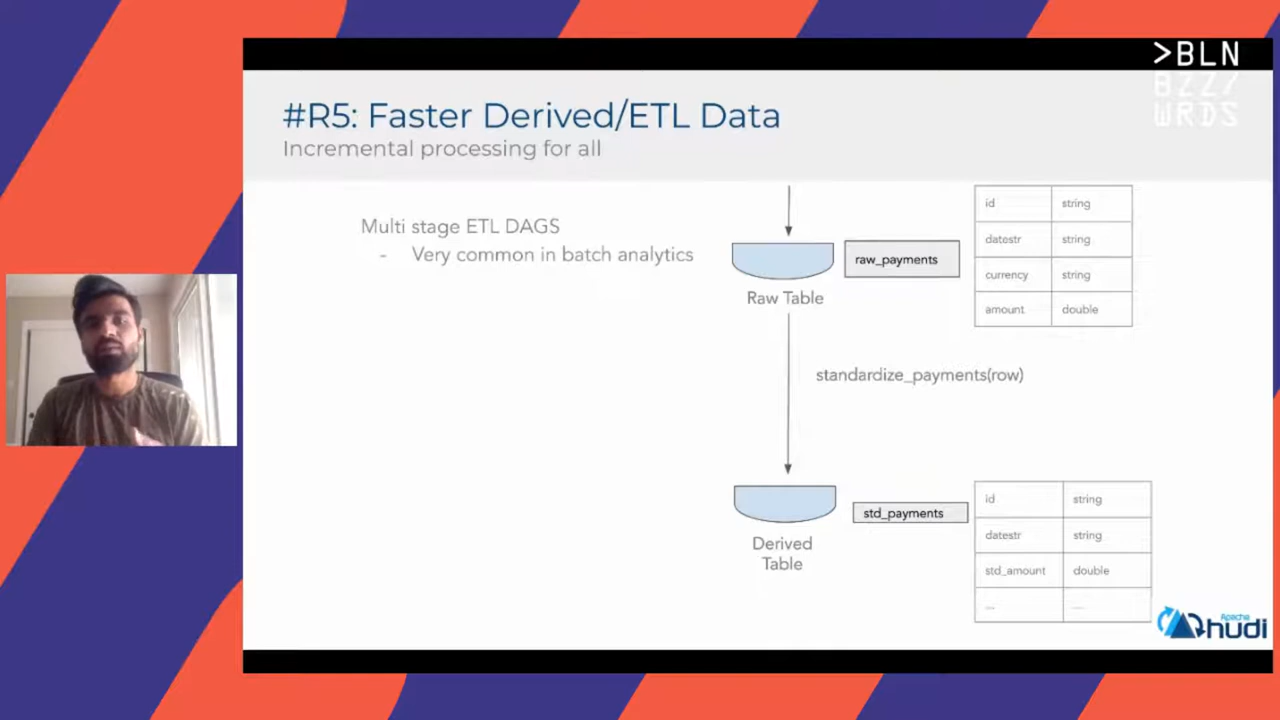 >BLN
BZZ/
WRDS
#R5: Faster Derived/ETL Data
Incremental processing for all
Multi stage ETL DAGS
- Very common in batch analytics
raw_payments
Raw Table
id string
datestr string
currency string
amount double
standardize_payments(row)
std_payments
Derived
Table
id string
datestr string
std_amount double
... ...
Apache
hudi